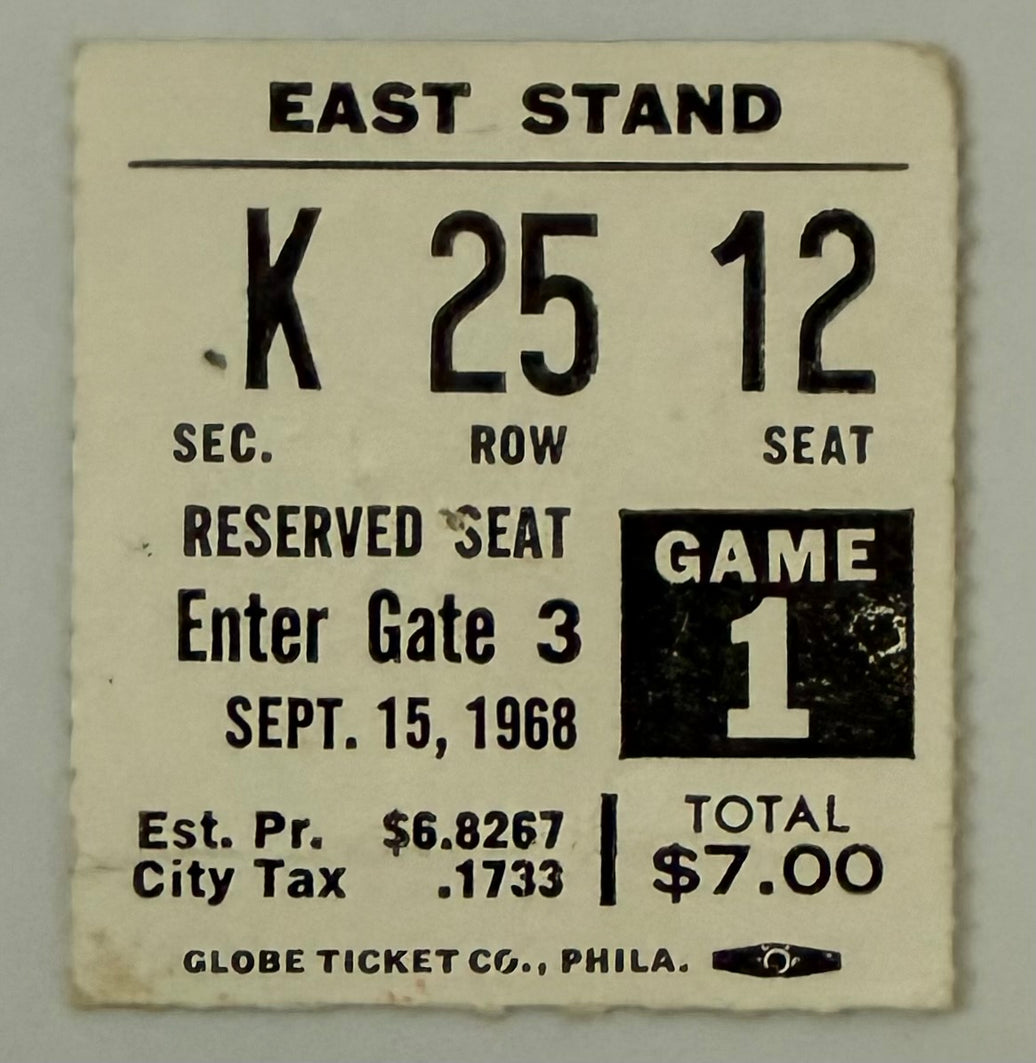 EAST STAND
K 25 12
SEC. ROW SEAT
RESERVED SEAT
Enter Gate 3
SEPT. 15, 1968
GAME
1
Est. Pr. $6.8267
City Tax .1733
TOTAL
$7.00
GLOBE TICKET CO., PHILA.